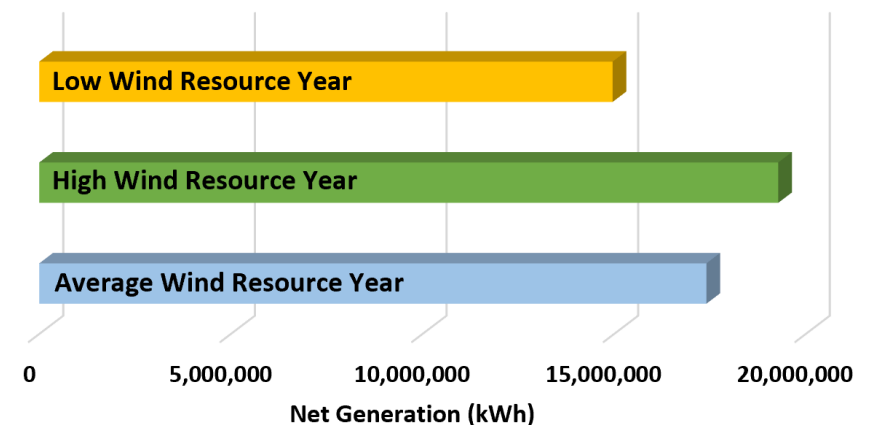 Low Wind Resource Year
High Wind Resource Year
Average Wind Resource Year
0 5,000,000 10,000,000 15,000,000 20,000,000
Net Generation (kWh)